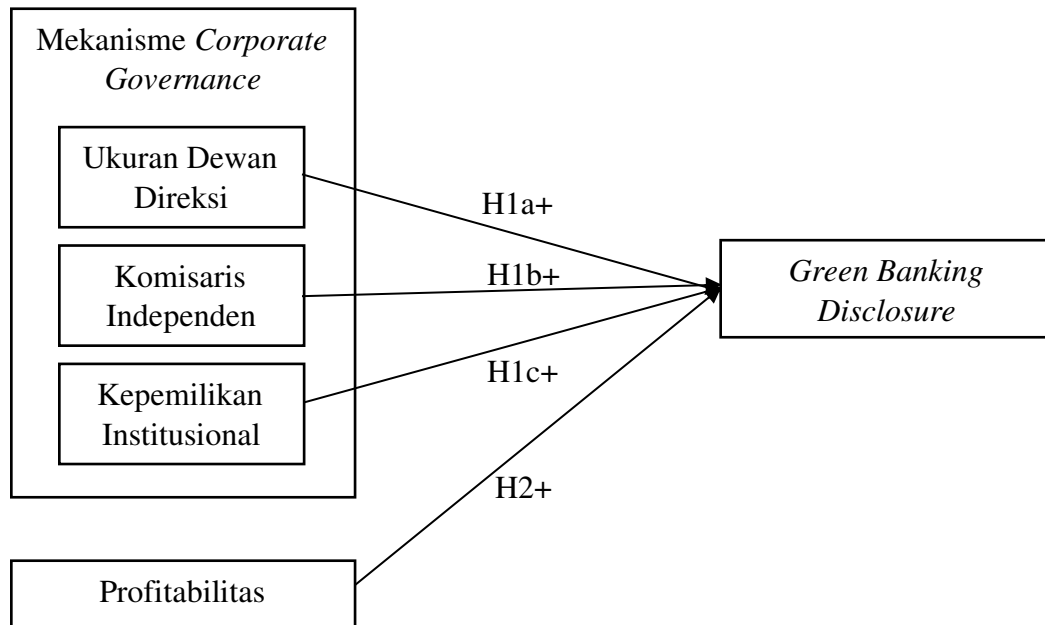 Mekanisme Corporate
Governance
Ukuran Dewan
Direksi
Komisaris
Independen
Kepemilikan
Institusional
Profitabilitas
H1a+
H1b+
H1c+
H2+
Green Banking
Disclosure